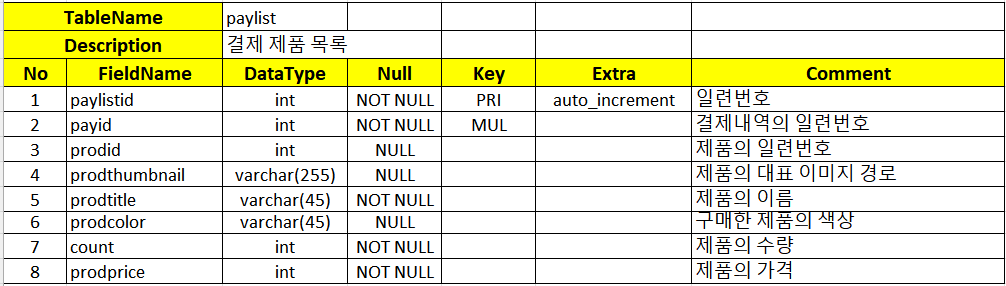 TableName paylist
Description 결제 제품 목록
No FieldName DataType Null Key Extra Comment
1 paylistid int NOT NULL PRI auto_increment 일련번호
2 payid int NOT NULL MUL 결제내역의 일련번호
3 prodid int NULL 제품의 일련번호
4 prodthumbnail varchar(255) NULL 제품의 대표 이미지 경로
5 prodtitle varchar(45) NOT NULL 제품의 이름
6 prodcolor varchar(45) NULL 구매한 제품의 색상
7 count int NOT NULL 제품의 수량
8 prodprice int NOT NULL 제품의 가격